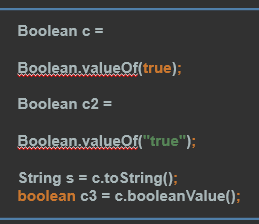 Boolean c =
Boolean.valueOf(true);
Boolean c2 =
Boolean.valueOf("true");
String s = c.toString();
boolean c3 = c.booleanValue();